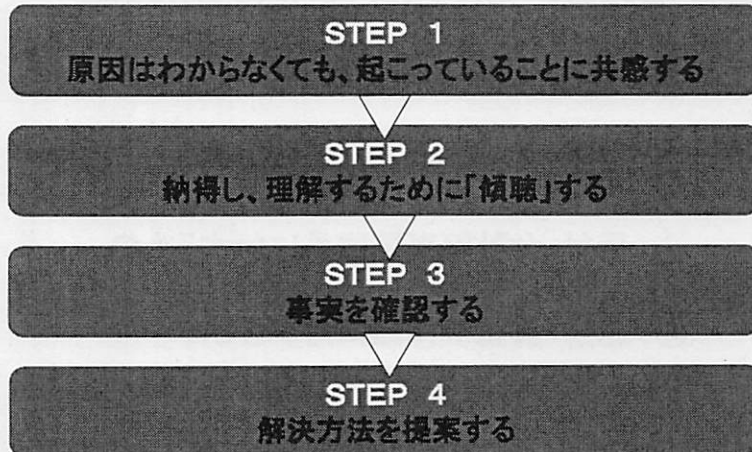 STEP 1
原因はわからなくても、起こっていることに共感する
STEP 2
納得し、理解するために「傾聴」する
STEP 3
事実を確認する
STEP 4
解決方法を提案する